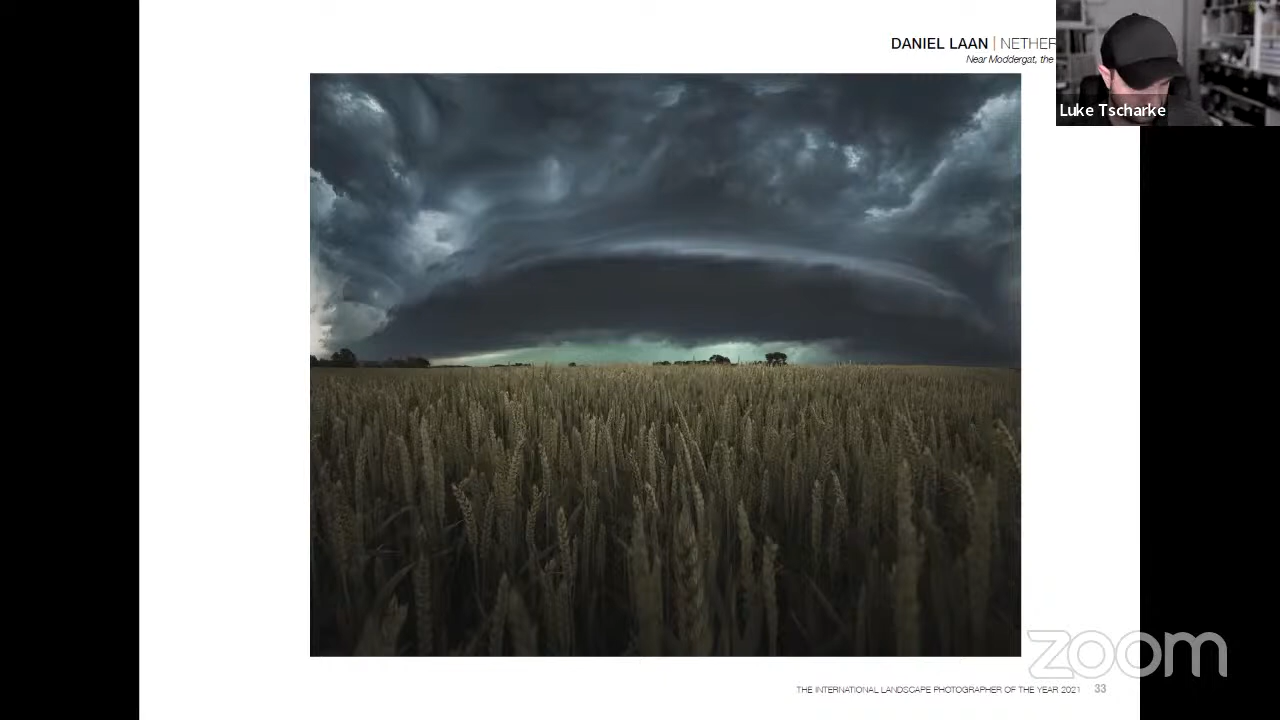 DANIEL LAAN | NETHER
Near Moddergat, the
Luke Tscharke
zoom
THE INTERNATIONAL LANDSCAPE PHOTOGRAPHER OF THE YEAR 2021 33